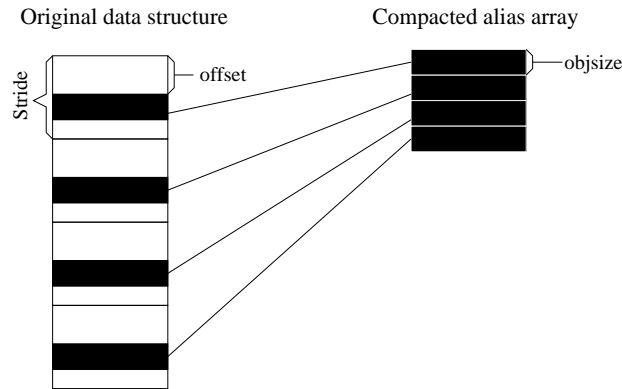 Original data structure
Compacted alias array
offset
objsize
Stride